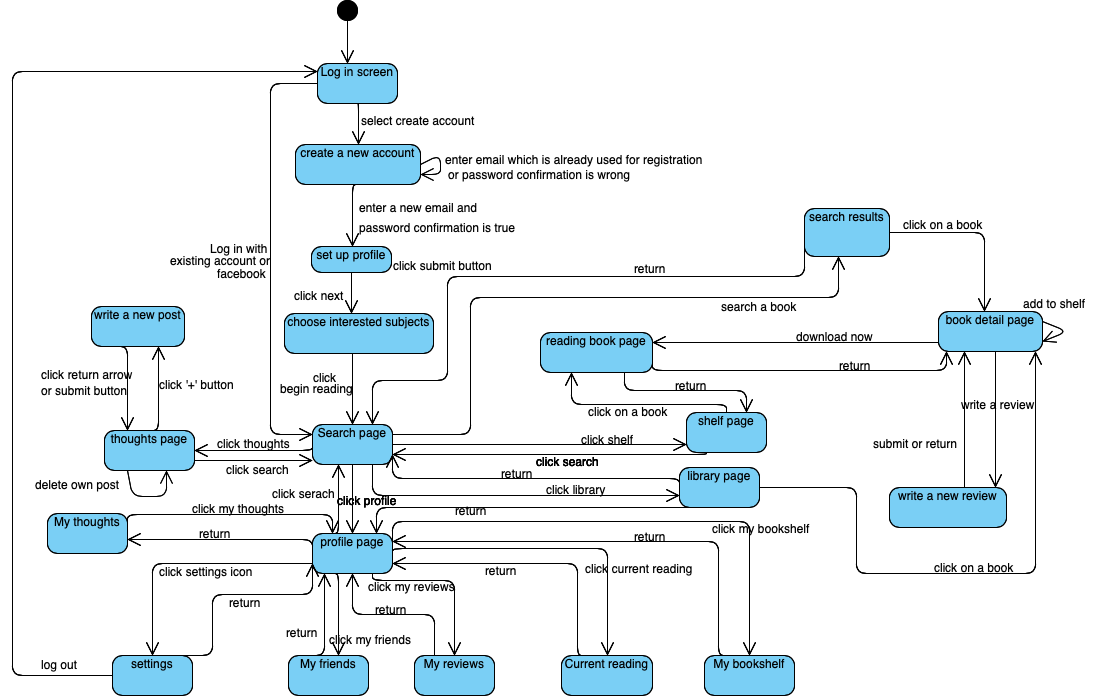 Log in screen
select create account
create a new account
enter email which is already used for registration
or password confirmation is wrong
enter a new email and
password confirmation is true
search results
click on a book
Log in with
existing account or
facebook
set up profile
click submit button
return
click next
search a book
add to shelf
write a new post
choose interested subjects
book detail page
reading book page
download now
return
click return arrow
or submit button
click '+' button
click
begin reading
return
click on a book
write a review
shelf page
thoughts page
click thoughts
Search page
click shelf
submit or return
click search
click search
delete own post
return
library page
click library
click serach
click profile
write a new review
click my thoughts
return
My thoughts
click my bookshelf
return
profile page
return
click settings icon
return
click current reading
click on a book
click my reviews
return
return
return
click my friends
log out
settings
My friends
My reviews
Current reading
My bookshelf